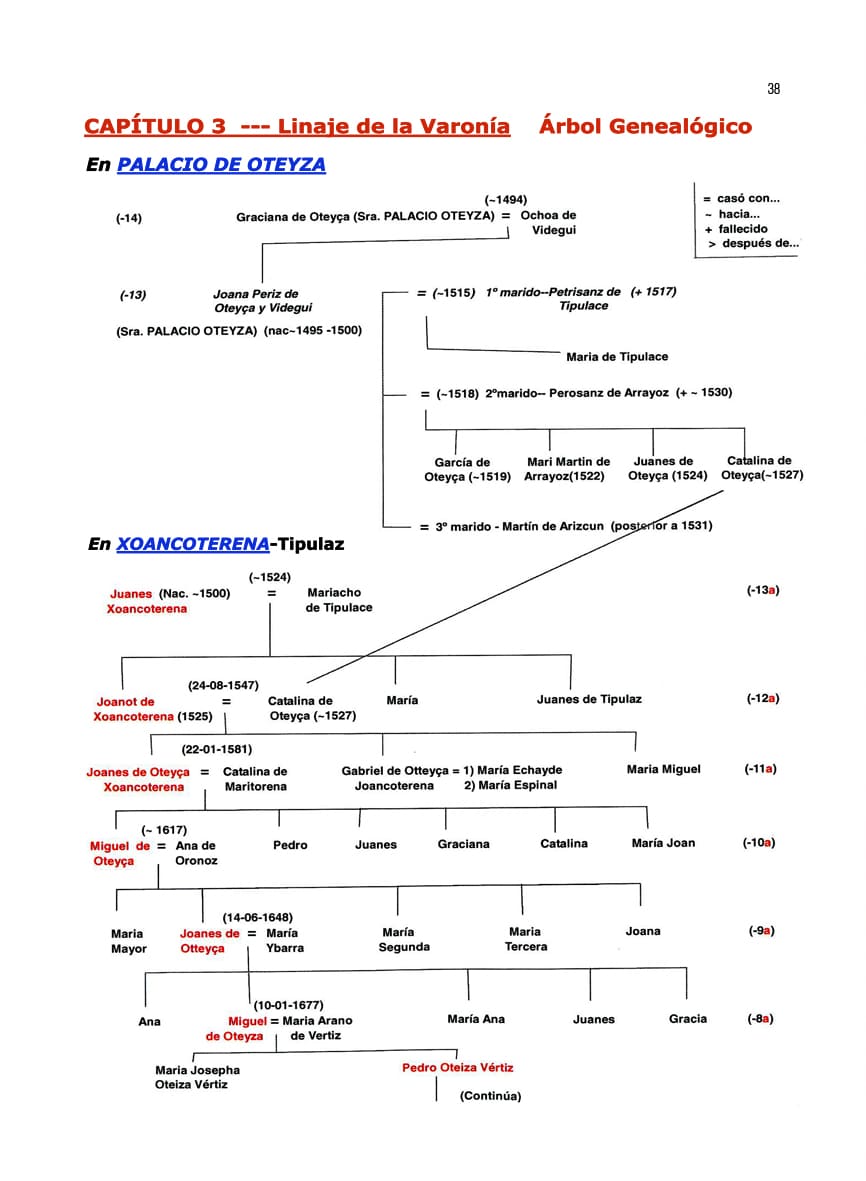 38
CAPÍTULO 3 --- Linaje de la Varonía Árbol Genealógico
En PALACIO DE OTEYZA
= casó con...
~ hacia...
+ fallecido
> después de...
(~1494)
(-14) Graciana de Oteyça (Sra. PALACIO OTEYZA) = Ochoa de
Videgui
(-13) Joana Periz de
Oteyça y Videgui
(Sra. PALACIO OTEYZA) (nac~1495 -1500)
= (~1515) 1º marido--Petrisanz de (+ 1517)
Tipulace
Maria de Tipulace
= (~1518) 2ºmarido-- Perosanz de Arrayoz (+ ~ 1530)
García de Mari Martin de Juanes de Catalina de
Oteyça (~1519) Arrayoz(1522) Oteyça (1524) Oteyça(~1527)
= 3º marido - Martín de Arizcun (posterior a 1531)
En XOANCOTERENA-Tipulaz
(~1524)
Juanes (Nac. ~1500) = Mariacho (-13a)
Xoancoterena de Tipulace
(24-08-1547)
Joanot de = Catalina de María Juanes de Tipulaz (-12a)
Xoancoterena (1525) Oteyça (~1527)
(22-01-1581)
Joanes de Oteyça = Catalina de Gabriel de Otteyça = 1) María Echayde Maria Miguel (-11a)
Xoancoterena Maritorena Joancoterena 2) María Espinal
(~ 1617)
Miguel de = Ana de Pedro Juanes Graciana Catalina María Joan (-10a)
Oteyça Oronoz
(14-06-1648)
Maria Joanes de = María María Maria Joana (-9a)
Mayor Otteyça Ybarra Segunda Tercera
(10-01-1677)
Ana Miguel = Maria Arano María Ana Juanes Gracia (-8a)
de Oteyza de Vertiz
Maria Josepha Pedro Oteiza Vértiz
Oteiza Vértiz
(Continúa)